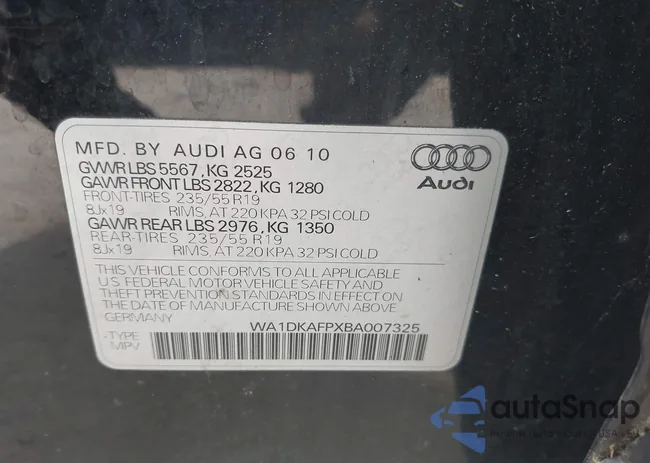 MFD. BY AUDI AG 06 10
GVWR LBS 5567, KG 2525
GAWR FRONT LBS 2822, KG 1280
FRONT-TIRES 235/55 R19
8Jx19 RIMS, AT 220 KPA 32 PSI COLD
GAWR REAR LBS 2976, KG 1350
REAR-TIRES 235/55 R19
8Jx19 RIMS, AT 220 KPA 32 PSI COLD
THIS VEHICLE CONFORMS TO ALL APPLICABLE
U.S FEDERAL MOTOR VEHICLE SAFETY AND
THEFT PREVENTION STANDARDS IN EFFECT ON
THE DATE OF MANUFACTURE SHOWN ABOVE
GERMANY
WA1DKAFPXBA007325
-TYPE
MPV
Audi
autaSnap